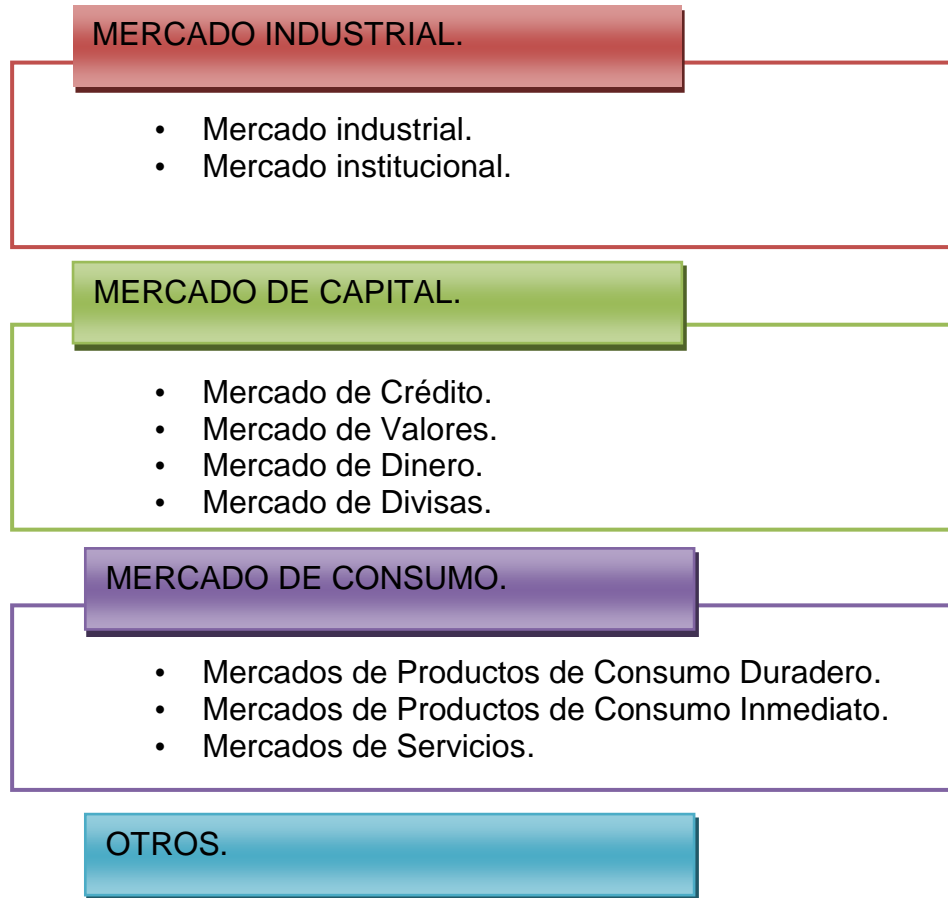 MERCADO INDUSTRIAL.
• Mercado industrial.
• Mercado institucional.
MERCADO DE CAPITAL.
• Mercado de Crédito.
• Mercado de Valores.
• Mercado de Dinero.
• Mercado de Divisas.
MERCADO DE CONSUMO.
• Mercados de Productos de Consumo Duradero.
• Mercados de Productos de Consumo Inmediato.
• Mercados de Servicios.
OTROS.